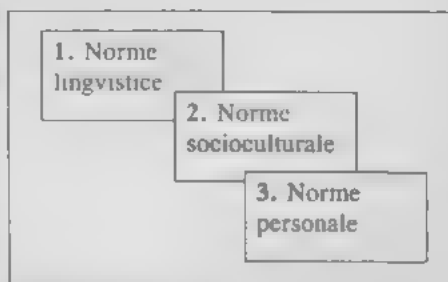 1. Norme
lingvistice
2. Norme
socioculturale
3. Norme
personale